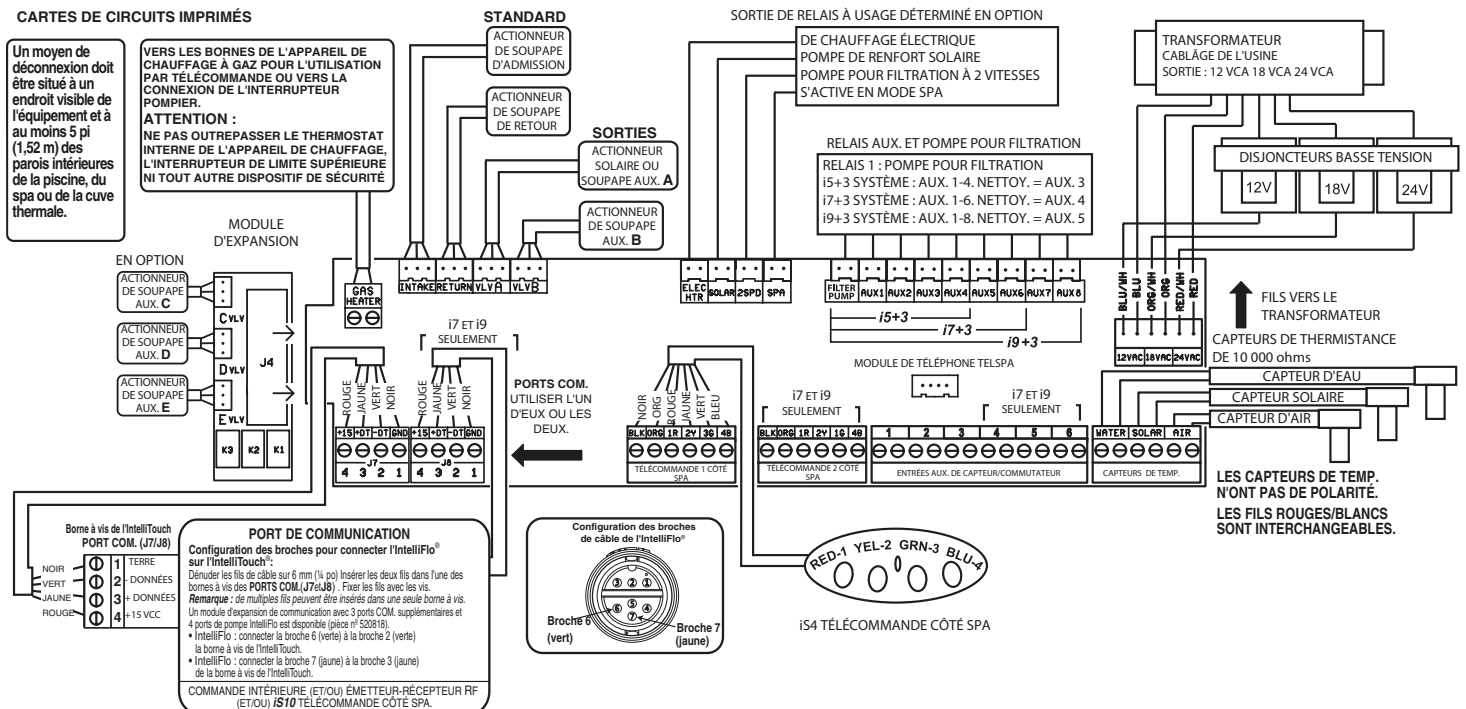 CARTES DE CIRCUITS IMPRIMÉS
Un moyen de
déconnexion doit
être situé à un
endroit visible de
l'équipement et à
au moins 5 pi
(1,52 m) des
parois intérieures
de la piscine, du
spa ou de la cuve
thermale.
VERS LES BORNES DE L'APPAREIL DE
CHAUFFAGE À GAZ POUR L'UTILISATION
PAR TÉLÉCOMMANDE OU VERS LA
CONNEXION DE L'INTERRUPTEUR
POMPIER.
ATTENTION :
NE PAS OUTREPASSER LE THERMOSTAT
INTERNE DE L'APPAREIL DE CHAUFFAGE,
L'INTERRUPTEUR DE LIMITE SUPÉRIEURE
NI TOUT AUTRE DISPOSITIF DE SÉCURITÉ
STANDARD
ACTIONNEUR
DE SOUPAPE
D'ADMISSION
ACTIONNEUR
DE SOUPAPE
DE RETOUR
SORTIES
ACTIONNEUR
SOLAIRE OU
SOUPAPE AUX. A
ACTIONNEUR
DE SOUPAPE
AUX. B
SORTIE DE RELAIS À USAGE DÉTERMINÉ EN OPTION
DE CHAUFFAGE ÉLECTRIQUE
POMPE DE RENFORT SOLAIRE
POMPE POUR FILTRATION À 2 VITESSES
S'ACTIVE EN MODE SPA
RELAIS AUX. ET POMPE POUR FILTRATION
RELAIS 1 : POMPE POUR FILTRATION
i5+3 SYSTÈME : AUX. 1-4. NETTOY. = AUX. 3
i7+3 SYSTÈME : AUX. 1-6. NETTOY. = AUX. 4
i9+3 SYSTÈME : AUX. 1-8. NETTOY. = AUX. 5
TRANSFORMATEUR
CABLÂGE DE L'USINE
SORTIE : 12 VCA 18 VCA 24 VCA
DISJONCTEURS BASSE TENSION
12V 18V 24V
MODULE
D'EXPANSION
EN OPTION
ACTIONNEUR
DE SOUPAPE
AUX. C
ACTIONNEUR
DE SOUPAPE
AUX. D
ACTIONNEUR
DE SOUPAPE
AUX. E
C VLV
D VLV
E VLV
J4
K3 K2 K1
GAS
HEATER
INTAKE RETURN VLV A VLV B
ELEC
HTR SOLAR 2SPD SPA
FILTER
PUMP AUX1 AUX2 AUX3 AUX4 AUX5 AUX6 AUX7 AUX8
i5+3
i7+3
i9+3
BLU/WH BLU ORG/WH ORG RED/WH RED
12VAC 18VAC 24VAC
FILS VERS LE
TRANSFORMATEUR
CAPTEURS DE THERMISTANCE
DE 10 000 ohms
CAPTEUR D'EAU
CAPTEUR SOLAIRE
CAPTEUR D'AIR
i7 ET i9
SEULEMENT
ROUGE JAUNE VERT NOIR
ROUGE JAUNE VERT NOIR
+15 +DT -DT GND
+15 +DT -DT GND
J7
J8
4 3 2 1
4 3 2 1
PORTS COM.
UTILISER L'UN
D'EUX OU LES
DEUX.
NOIR ORG ROUGE JAUNE VERT BLEU
BLK ORG 1R 2Y 3G 4B
TÉLÉCOMMANDE 1 CÔTÉ
SPA
i7 ET i9
SEULEMENT
BLK ORG 1R 2Y 1G 4B
TÉLÉCOMMANDE 2 CÔTÉ
SPA
MODULE DE TÉLÉPHONE TELSPA
i7 ET i9
SEULEMENT
1 2 3 4 5 6
ENTRÉES AUX. DE CAPTEUR/COMMUTATEUR
WATER SOLAR AIR
CAPTEURS DE TEMP.
LES CAPTEURS DE TEMP.
N'ONT PAS DE POLARITÉ.
LES FILS ROUGES/BLANCS
SONT INTERCHANGEABLES.
Borne à vis de l'IntelliTouch
PORT COM. (J7/J8)
NOIR 1 TERRE
VERT 2 - DONNÉES
JAUNE 3 + DONNÉES
ROUGE 4 +15 VCC
PORT DE COMMUNICATION
Configuration des broches pour connecter l'IntelliFlo®
sur l'IntelliTouch®:
Dénuder les fils de câble sur 6 mm (¼ po) Insérer les deux fils dans l'une des
bornes à vis des PORTS COM.(J7etJ8) . Fixer les fils avec les vis.
Remarque : de multiples fils peuvent être insérés dans une seule borne à vis.
Un module d'expansion de communication avec 3 ports COM. supplémentaires et
4 ports de pompe IntelliFlo est disponible (pièce nº 520818).
• IntelliFlo : connecter la broche 6 (verte) à la broche 2 (verte)
la borne à vis de l'IntelliTouch.
• IntelliFlo : connecter la broche 7 (jaune) à la broche 3 (jaune)
de la borne à vis de l'IntelliTouch.
COMMANDE INTÉRIEURE (ET/OU) ÉMETTEUR-RÉCEPTEUR RF
(ET/OU) iS10 TÉLÉCOMMANDE CÔTÉ SPA.
Configuration des broches
de câble de l'IntelliFlo®
3 2 1
6 5 4
7
Broche 6
(vert)
Broche 7
(jaune)
RED-1 YEL-2 GRN-3 BLU-4
iS4 TÉLÉCOMMANDE CÔTÉ SPA